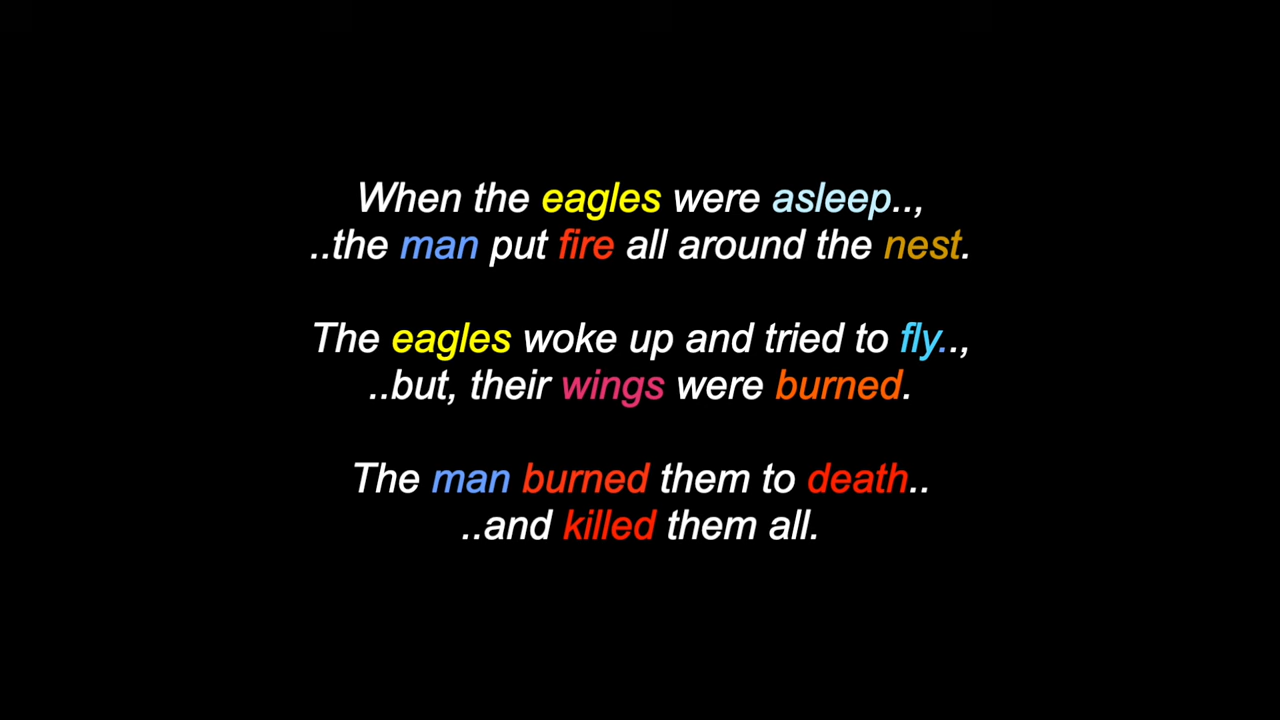 When the eagles were asleep..,
..the man put fire all around the nest.
The eagles woke up and tried to fly..,
..but, their wings were burned.
The man burned them to death..
..and killed them all.